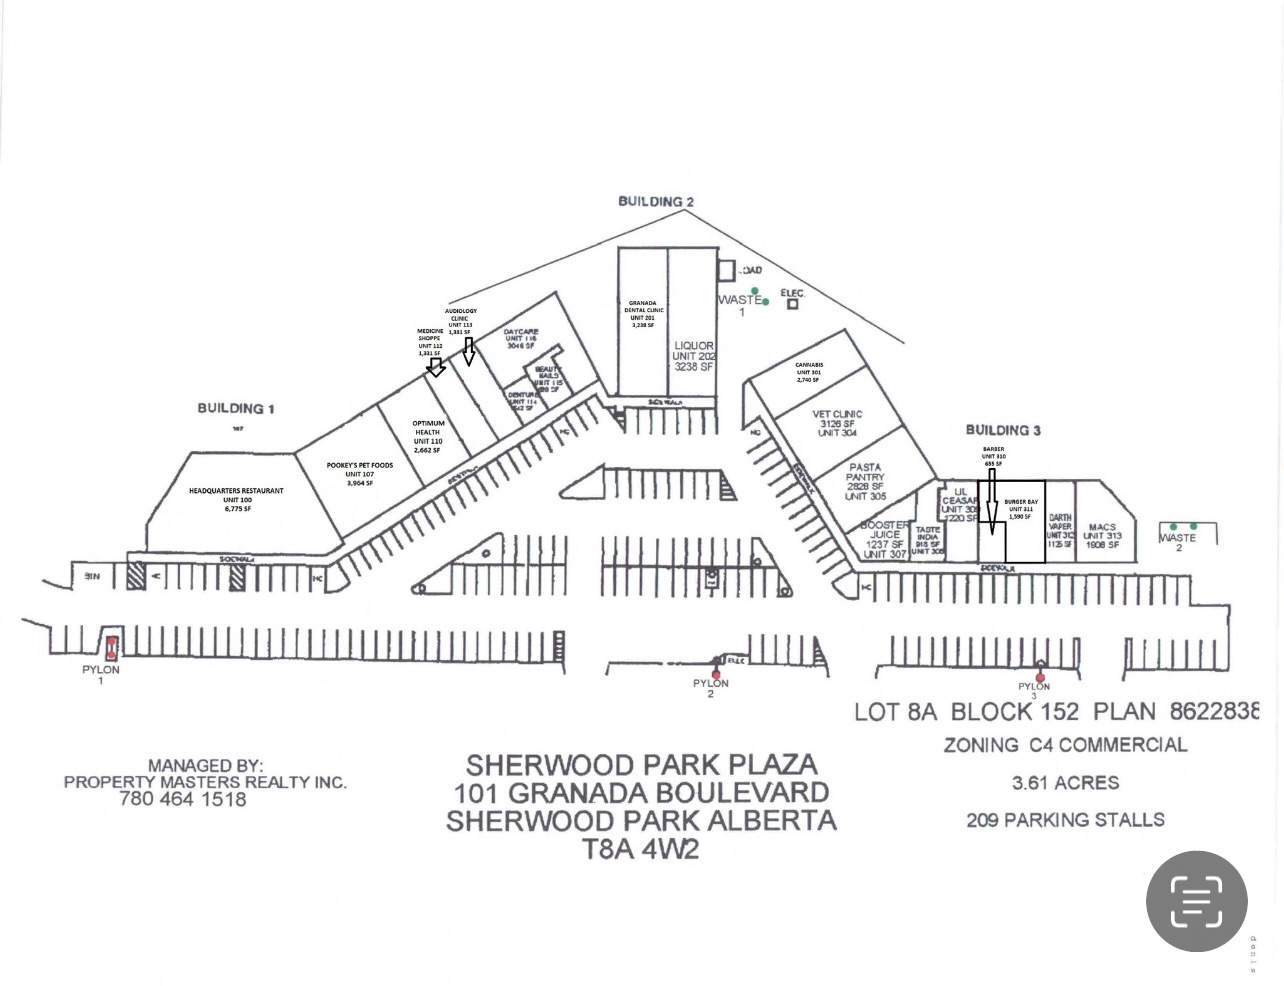 BUILDING 2
LOAD
WASTE
1
ELEC.
GRANADA
DENTAL CLINIC
UNIT 201
3,238 SF
LIQUOR
UNIT 202
3238 SF
SIDEWALK
AUDIOLOGY
CLINIC
UNIT 113
1,331 SF
MEDICINE
SHOPPE
UNIT 112
1,331 SF
DAYCARE
UNIT 116
3046 SF
BEAUTY
NAILS
UNIT 115
DENTURE
UNIT 114
BUILDING 1
OPTIMUM
HEALTH
UNIT 110
2,662 SF
POOKEY'S PET FOODS
UNIT 107
3,964 SF
HEADQUARTERS RESTAURANT
UNIT 100
6,775 SF
SIDEWALK
SIDEWALK
BIN
HC
HC
HC
CANNABIS
UNIT 301
2,740 SF
VET CLINIC
3126 SF
UNIT 304
PASTA
PANTRY
2828 SF
UNIT 305
BOOSTER
JUICE
1237 SF
UNIT 307
TASTE
INDIA
915 SF
SIDEWALK
BUILDING 3
BARBER
UNIT 310
655 SF
LIL
CEASAR
UNIT 309
1220 SF
BURGER BAY
UNIT 311
1,590 SF
DARTH
VAPER
UNIT 312
1125 SF
MACS
UNIT 313
1908 SF
WASTE
2
SIDEWALK
HC
PYLON
1
ELEC
PYLON
2
PYLON
3
LOT 8A BLOCK 152 PLAN 8622838
ZONING C4 COMMERCIAL
3.61 ACRES
209 PARKING STALLS
MANAGED BY:
PROPERTY MASTERS REALTY INC.
780 464 1518
SHERWOOD PARK PLAZA
101 GRANADA BOULEVARD
SHERWOOD PARK ALBERTA
T8A 4W2